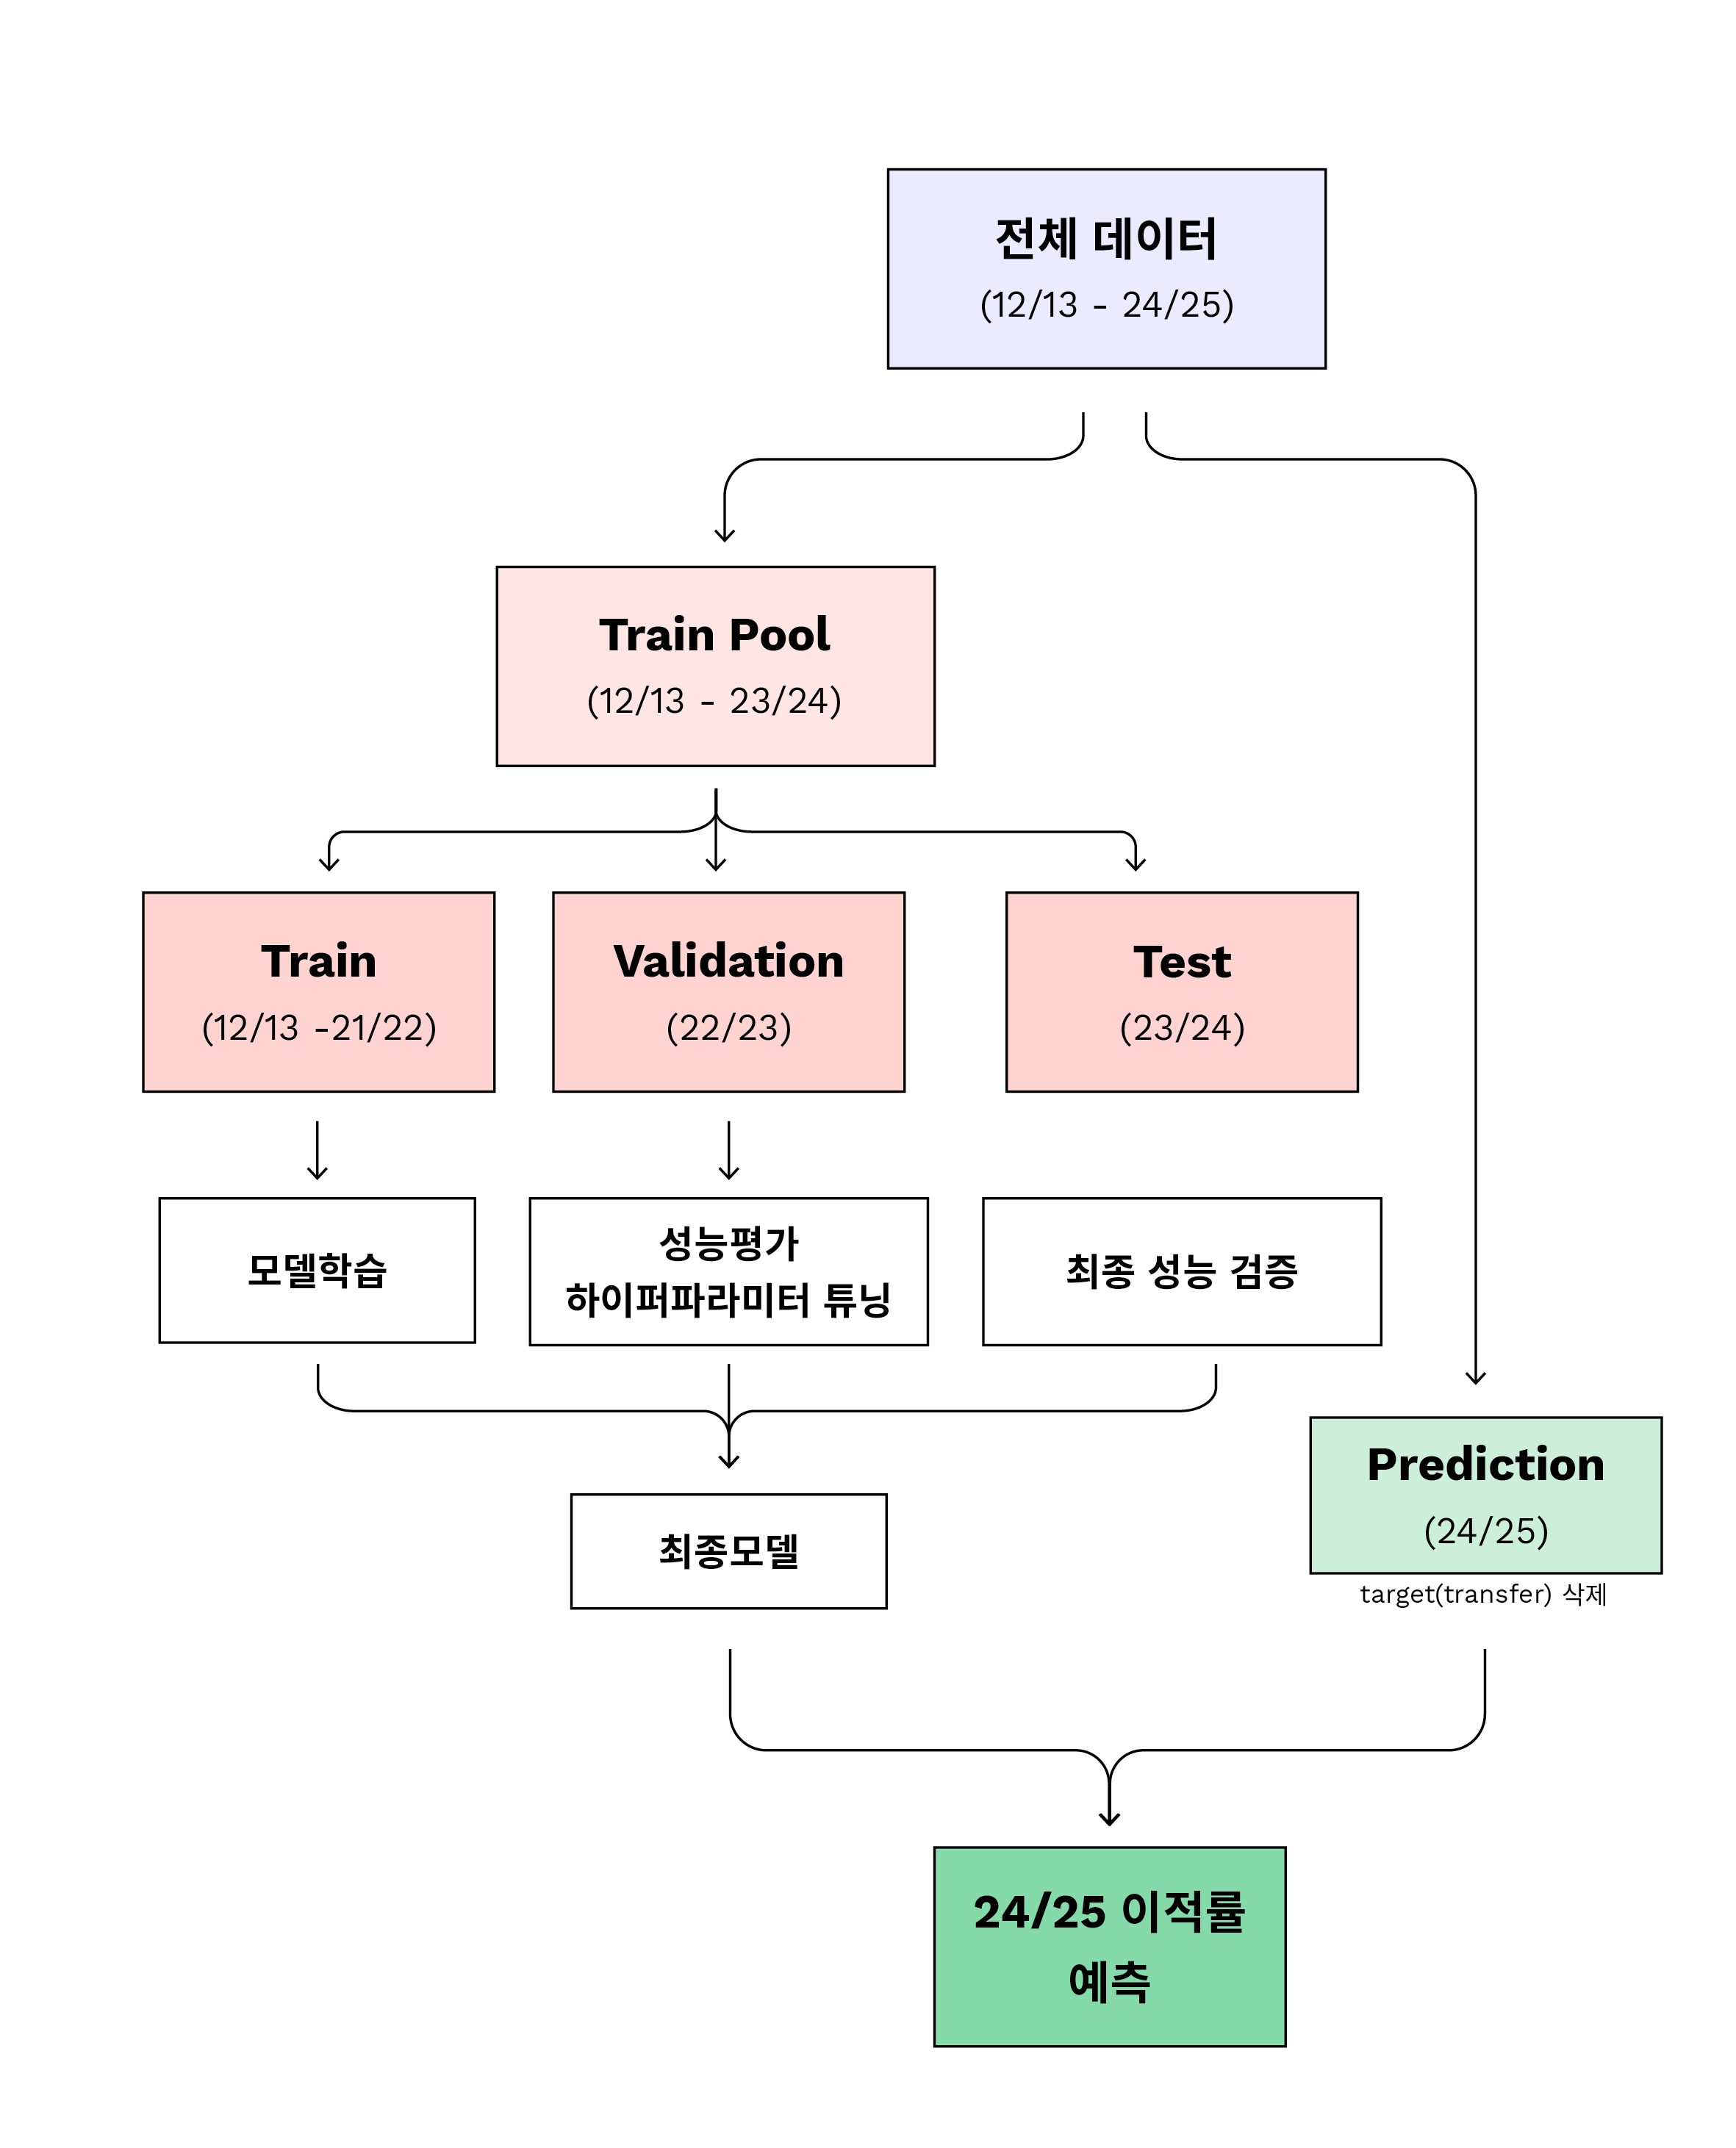 전체 데이터
(12/13 - 24/25)
Train Pool
(12/13 - 23/24)
Train
(12/13 -21/22)
Validation
(22/23)
Test
(23/24)
모델학습
성능평가
하이퍼파라미터 튜닝
최종 성능 검증
Prediction
(24/25)
target(transfer) 삭제
최종모델
24/25 이적률
예측